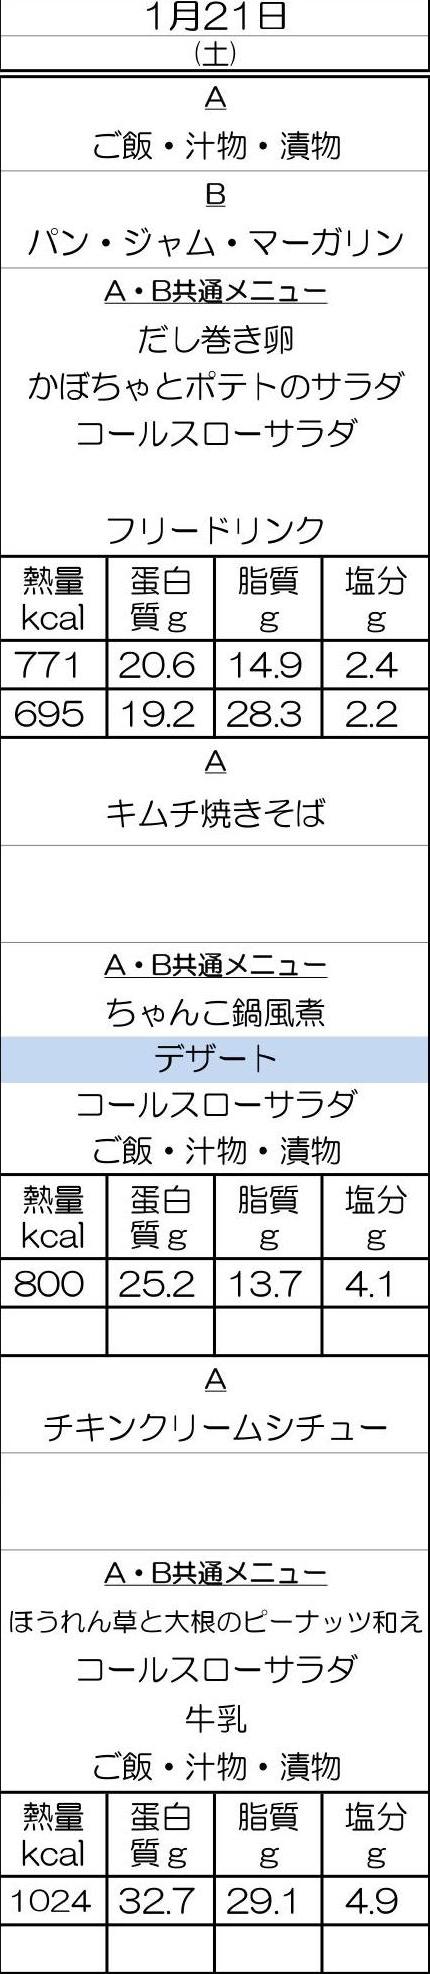 1月21日
(土)
A
ご飯・汁物・漬物
B
パン・ジャム・マーガリン
A・B共通メニュー
だし巻き卵
かぼちゃとポテトのサラダ
コールスローサラダ
フリードリンク
熱量 蛋白 脂質 塩分
kcal 質g g g
771 20.6 14.9 2.4
695 19.2 28.3 2.2
A
キムチ焼きそば
A・B共通メニュー
ちゃんこ鍋風煮
デザート
コールスローサラダ
ご飯・汁物・漬物
熱量 蛋白 脂質 塩分
kcal 質g g g
800 25.2 13.7 4.1
A
チキンクリームシチュー
A・B共通メニュー
ほうれん草と大根のピーナッツ和え
コールスローサラダ
牛乳
ご飯・汁物・漬物
熱量 蛋白 脂質 塩分
kcal 質g g g
1024 32.7 29.1 4.9